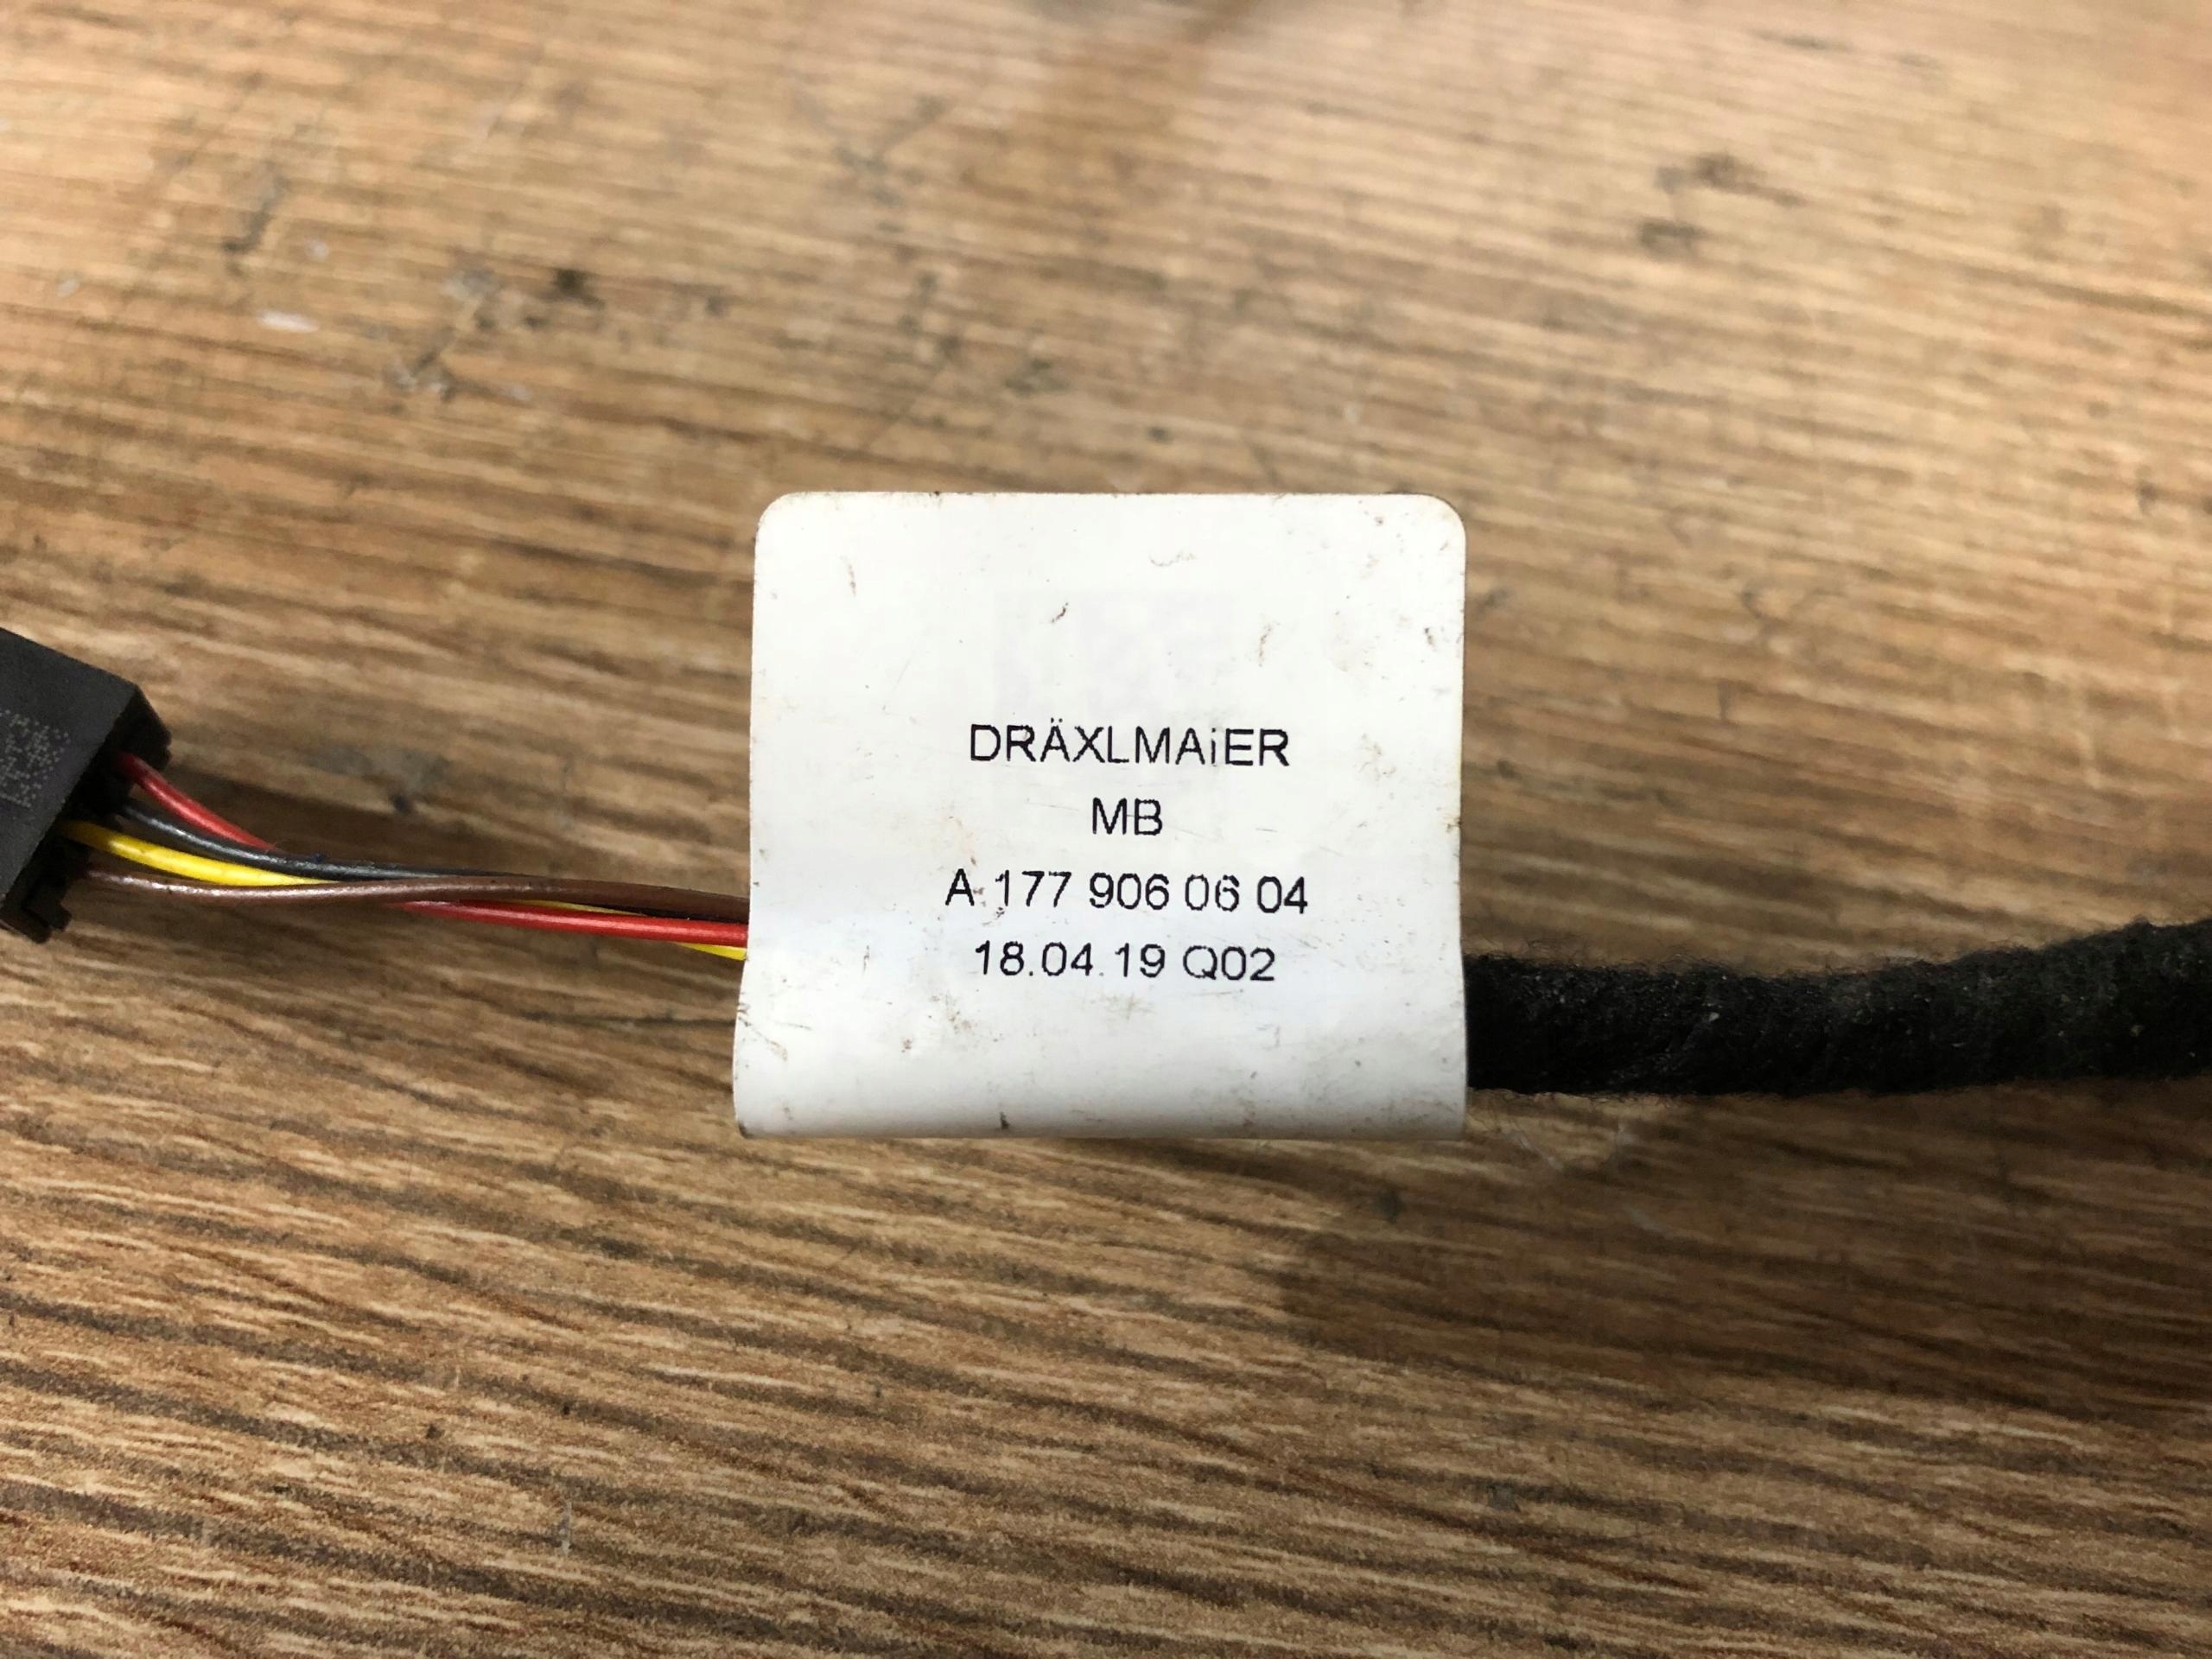 DRÄXLMAiER
MB
A 177 906 06 04
18.04.19 Q02